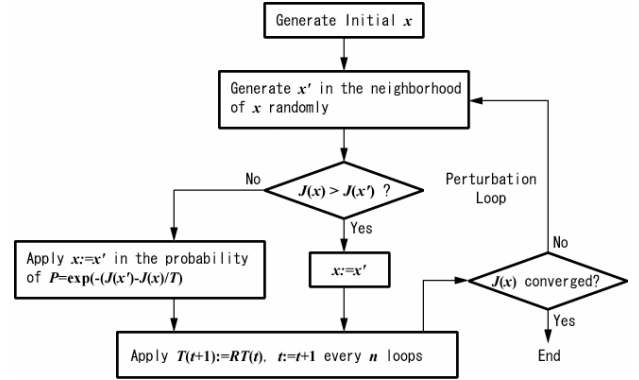 Generate Initial x
Generate x' in the neighborhood
of x randomly
No
J(x) > J(x') ?
Perturbation
Loop
Yes
No
Apply x:=x' in the probability
of P=exp(-(J(x')-J(x)/T)
x:=x'
J(x) converged?
Yes
Apply T(t+1):=RT(t), t:=t+1 every n loops
End